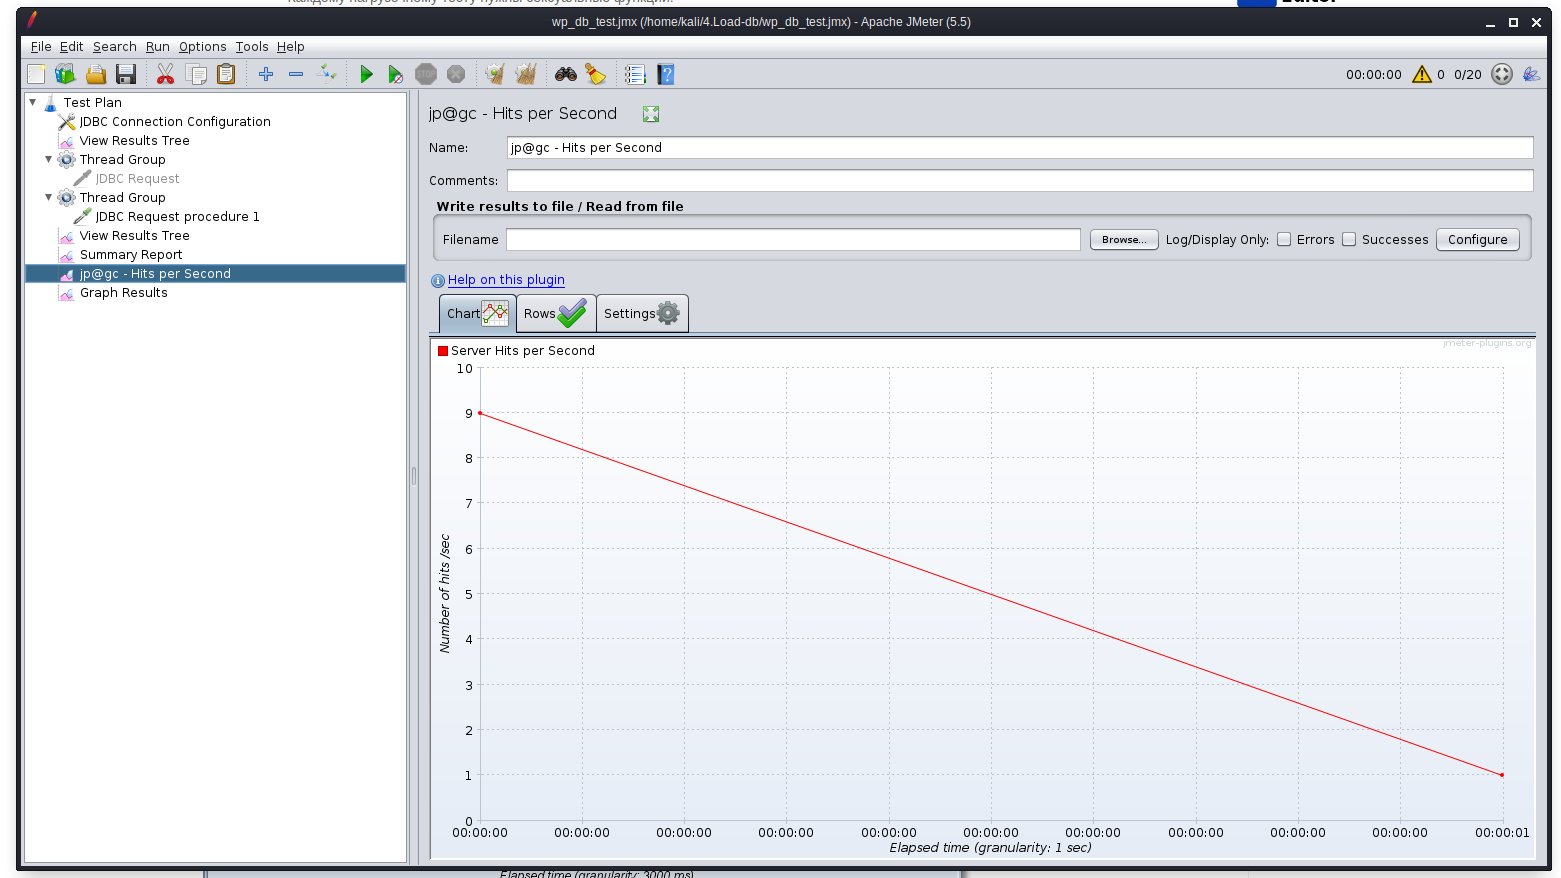 Каждому нагрузочному тесту нужны сексуальные функции.
Editor
wp_db_test.jmx (/home/kali/4.Load-db/wp_db_test.jmx) - Apache JMeter (5.5)
File Edit Search Run Options Tools Help
STOP
00:00:00 0 0/20
Test Plan
JDBC Connection Configuration
View Results Tree
Thread Group
JDBC Request
Thread Group
JDBC Request procedure 1
View Results Tree
Summary Report
jp@gc - Hits per Second
Graph Results
jp@gc - Hits per Second
Name: jp@gc - Hits per Second
Comments:
Write results to file / Read from file
Filename Browse... Log/Display Only: Errors Successes Configure
Help on this plugin
Chart Rows Settings
jmeter-plugins.org
Server Hits per Second
10
9
8
7
6
5
4
3
2
1
0
Number of hits /sec
00:00:00 00:00:00 00:00:00 00:00:00 00:00:00 00:00:00 00:00:00 00:00:00 00:00:00 00:00:00 00:00:01
Elapsed time (granularity: 1 sec)
Elapsed time (granularity: 3000 ms)